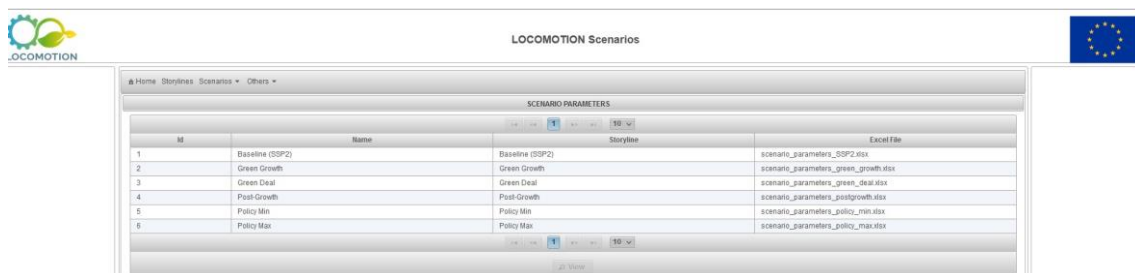 LOCOMOTION Scenarios
LOCOMOTION
Home Storylines Scenarios Others
SCENARIO PARAMETERS
1 10
Id Name Storyline Excel File
1 Baseline (SSP2) Baseline (SSP2) scenario_parameters_SSP2.xlsx
2 Green Growth Green Growth scenario_parameters_green_growth.xlsx
3 Green Deal Green Deal scenario_parameters_green_deal.xlsx
4 Post-Growth Post-Growth scenario_parameters_postgrowth.xlsx
5 Policy Min Policy Min scenario_parameters_policy_min.xlsx
6 Policy Max Policy Max scenario_parameters_policy_max.xlsx
1 10
View